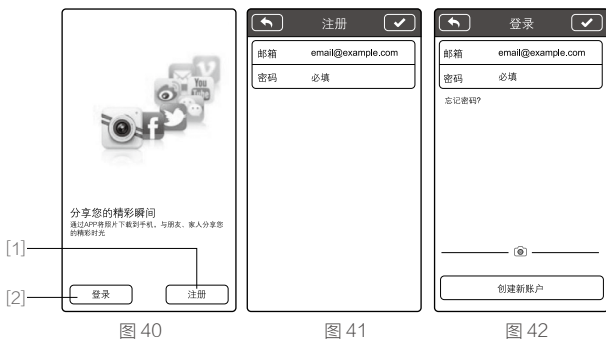 You
Tube
分享您的精彩瞬间
通过APP将照片下载到手机。与朋友、家人分享您
的精彩时光
[1]
[2]
登录
注册
图 40
注册
邮箱 email@example.com
密码 必填
图 41
登录
邮箱 email@example.com
密码 必填
忘记密码?
创建新账户
图 42